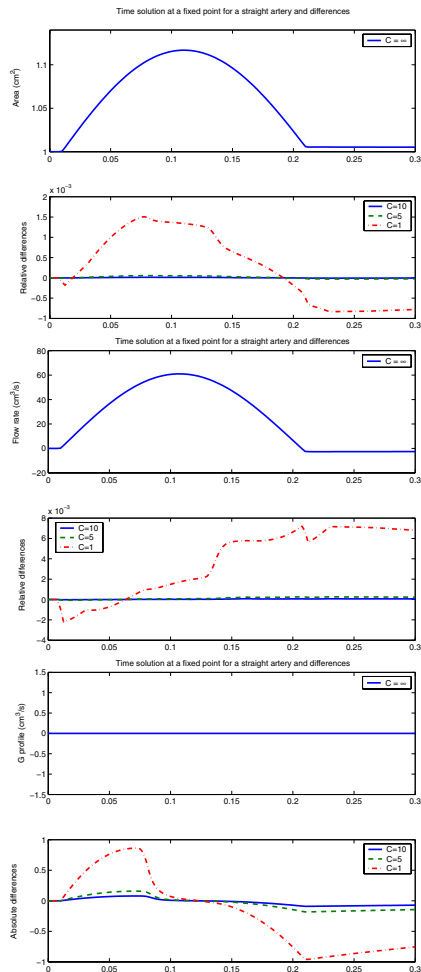 Time solution at a fixed point for a straight artery and differences
C = ∞
Area (cm²)
1.1
1.05
1
0 0.05 0.1 0.15 0.2 0.25 0.3
x 10⁻³
2
1.5
1
0.5
0
−0.5
−1
Relative differences
C=10
C=5
C=1
0 0.05 0.1 0.15 0.2 0.25 0.3
Time solution at a fixed point for a straight artery and differences
C = ∞
Flow rate (cm³/s)
80
60
40
20
0
−20
0 0.05 0.1 0.15 0.2 0.25 0.3
x 10⁻³
8
6
4
2
0
−2
−4
Relative differences
C=10
C=5
C=1
0 0.05 0.1 0.15 0.2 0.25 0.3
Time solution at a fixed point for a straight artery and differences
C = ∞
G profile (cm³/s)
1.5
1
0.5
0
−0.5
−1
−1.5
0 0.05 0.1 0.15 0.2 0.25 0.3
1
0.5
0
−0.5
−1
Absolute differences
C=10
C=5
C=1
0 0.05 0.1 0.15 0.2 0.25 0.3